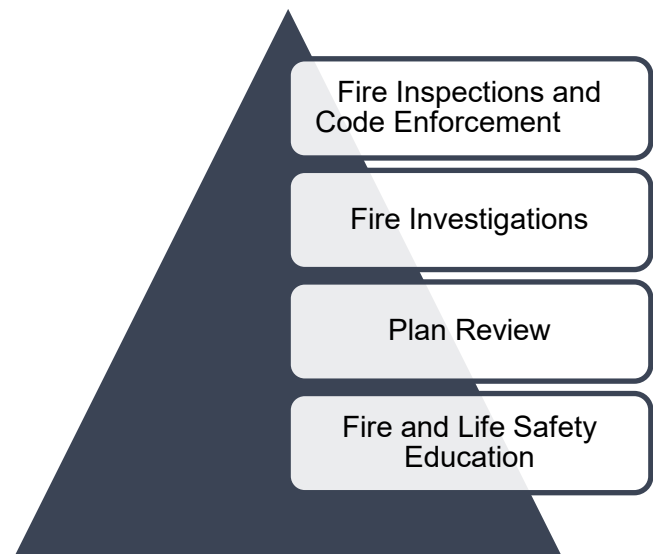 Fire Inspections and
Code Enforcement
Fire Investigations
Plan Review
Fire and Life Safety
Education